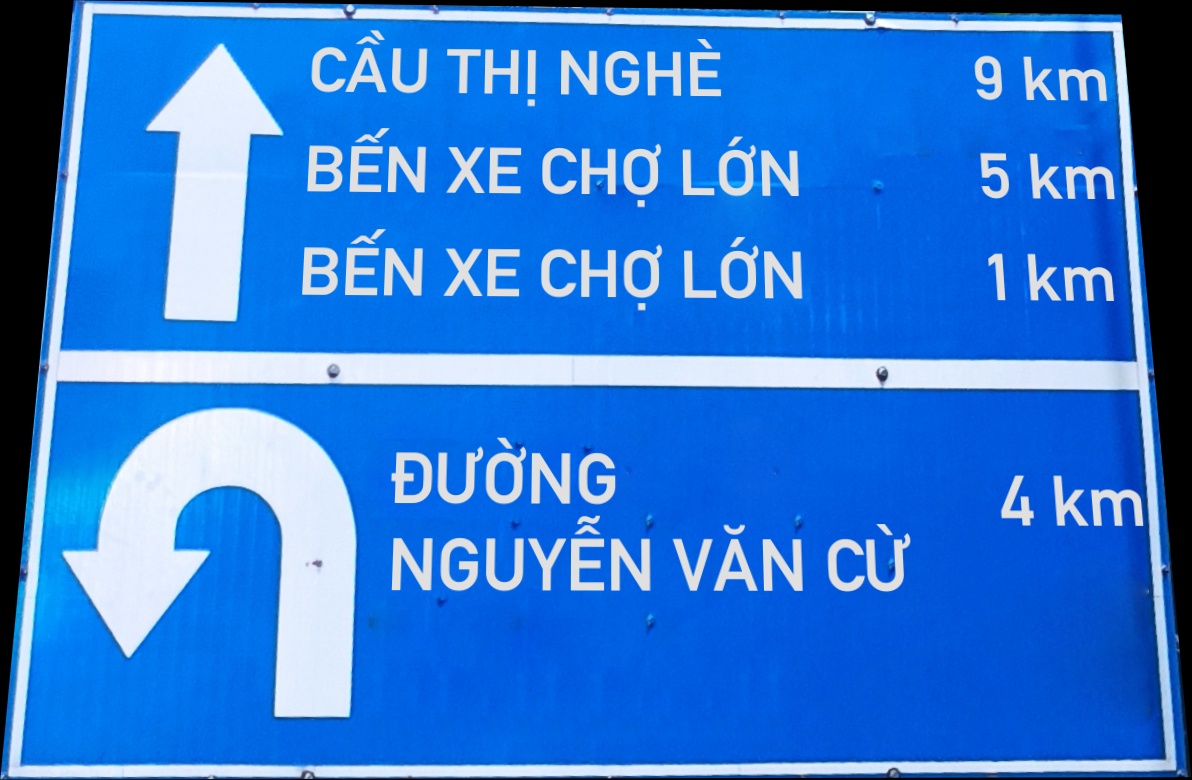 CẦU THỊ NGHÈ 9 km
BẾN XE CHỢ LỚN 5 km
BẾN XE CHỢ LỚN 1 km
ĐƯỜNG 4 km
NGUYỄN VĂN CỪ